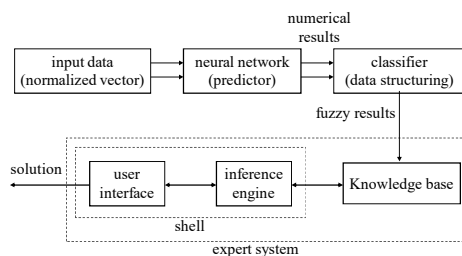 numerical
results
input data
(normalized vector)
neural network
(predictor)
classifier
(data structuring)
fuzzy results
solution
user
interface
inference
engine
Knowledge base
shell
expert system